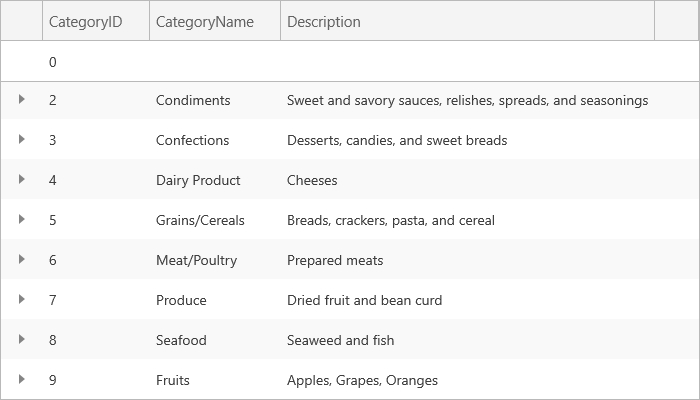 CategoryID CategoryName Description
0
2 Condiments Sweet and savory sauces, relishes, spreads, and seasonings
3 Confections Desserts, candies, and sweet breads
4 Dairy Product Cheeses
5 Grains/Cereals Breads, crackers, pasta, and cereal
6 Meat/Poultry Prepared meats
7 Produce Dried fruit and bean curd
8 Seafood Seaweed and fish
9 Fruits Apples, Grapes, Oranges